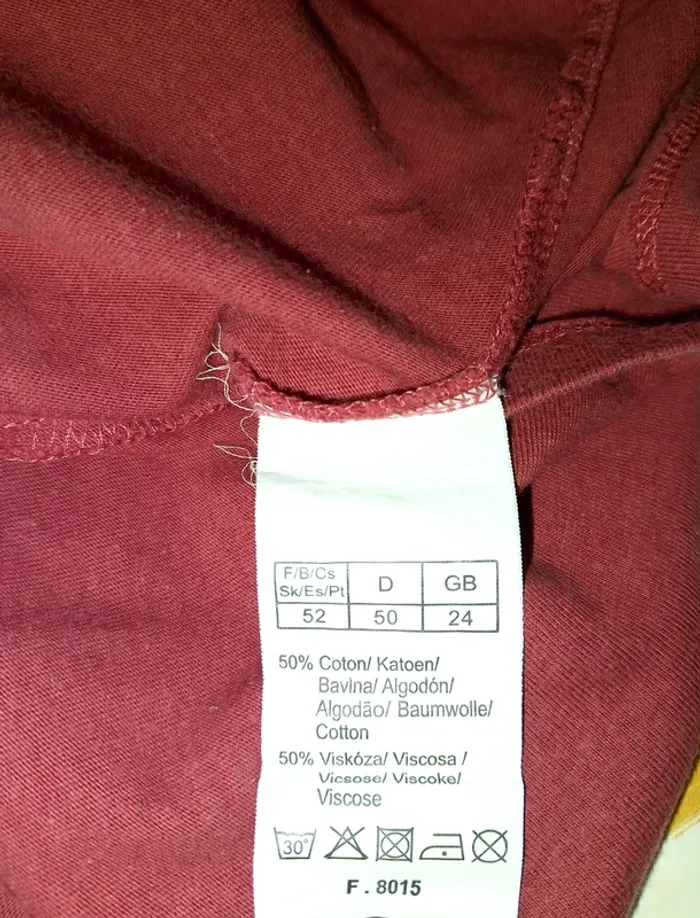 F/B/Cs D GB
Sk/Es/Pt
52 50 24
50% Coton/ Katoen/
Bavlna/ Algodón/
Algodão/ Baumwolle/
Cotton
50% Viskóza/ Viscosa /
Vicsose/ Viscoke/
Viscose
30°
F . 8015